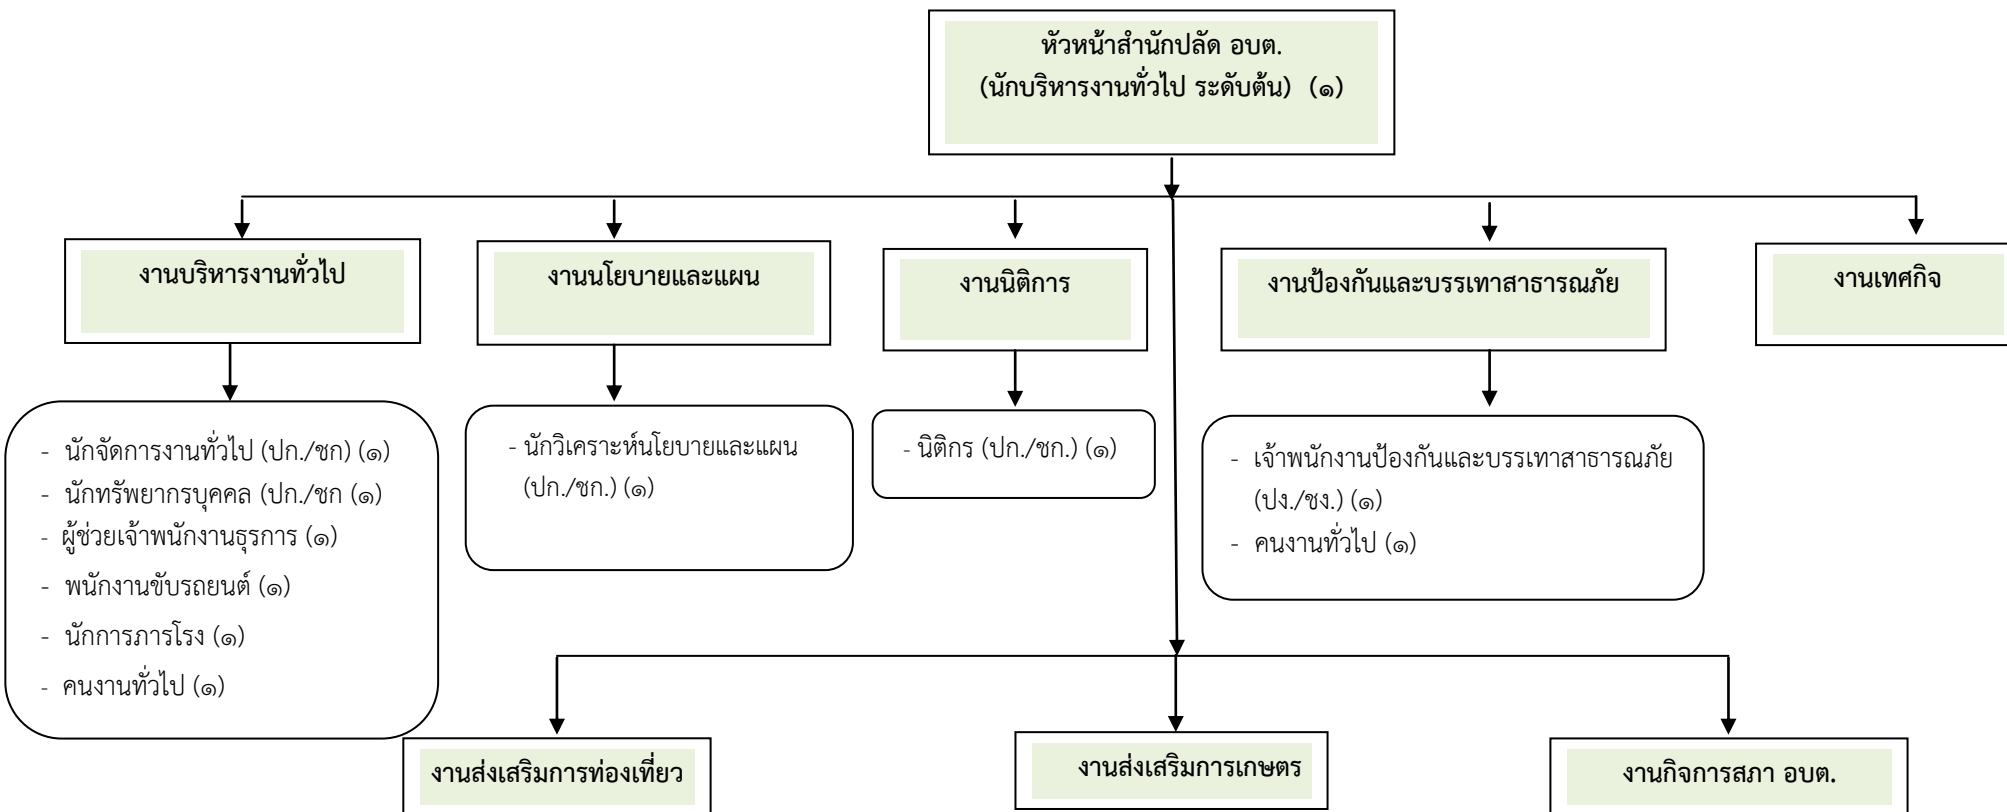 หัวหน้าสำนักปลัด อบต.
(นักบริหารงานทั่วไป ระดับต้น) (๑)
งานบริหารงานทั่วไป
งานนโยบายและแผน
งานนิติการ
งานป้องกันและบรรเทาสาธารณภัย
งานเทศกิจ
- นักจัดการงานทั่วไป (ปก./ชก) (๑)
- นักทรัพยากรบุคคล (ปก./ชก (๑)
- ผู้ช่วยเจ้าพนักงานธุรการ (๑)
- พนักงานขับรถยนต์ (๑)
- นักการภารโรง (๑)
- คนงานทั่วไป (๑)
- นักวิเคราะห์นโยบายและแผน
(ปก./ชก.) (๑)
- นิติกร (ปก./ชก.) (๑)
- เจ้าพนักงานป้องกันและบรรเทาสาธารณภัย
(ปง./ชง.) (๑)
- คนงานทั่วไป (๑)
งานส่งเสริมการท่องเที่ยว
งานส่งเสริมการเกษตร
งานกิจการสภา อบต.